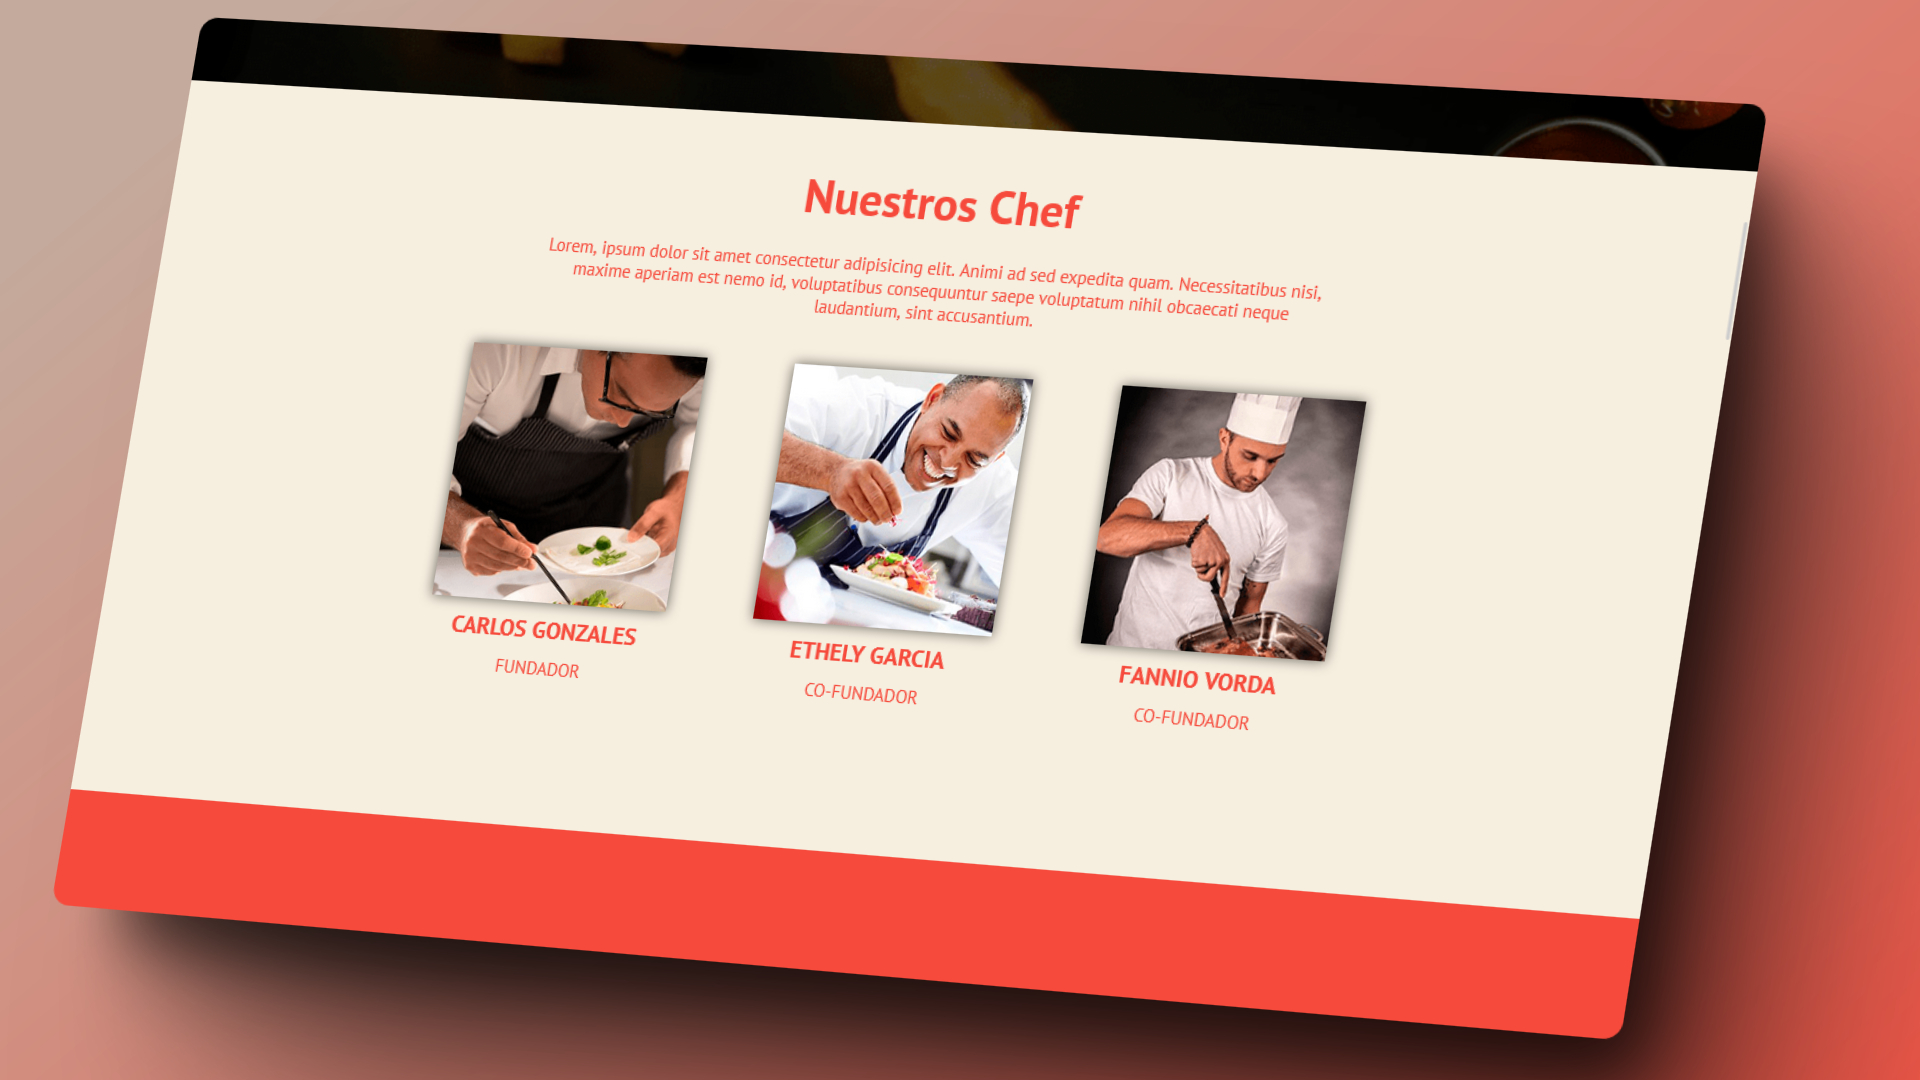 Nuestros Chef
Lorem, ipsum dolor sit amet consectetur adipisicing elit. Animi ad sed expedita quam. Necessitatibus nisi,
maxime aperiam est nemo id, voluptatibus consequuntur saepe voluptatum nihil obcaecati neque
laudantium, sint accusantium.
CARLOS GONZALES
FUNDADOR
ETHELY GARCIA
CO-FUNDADOR
FANNIO VORDA
CO-FUNDADOR